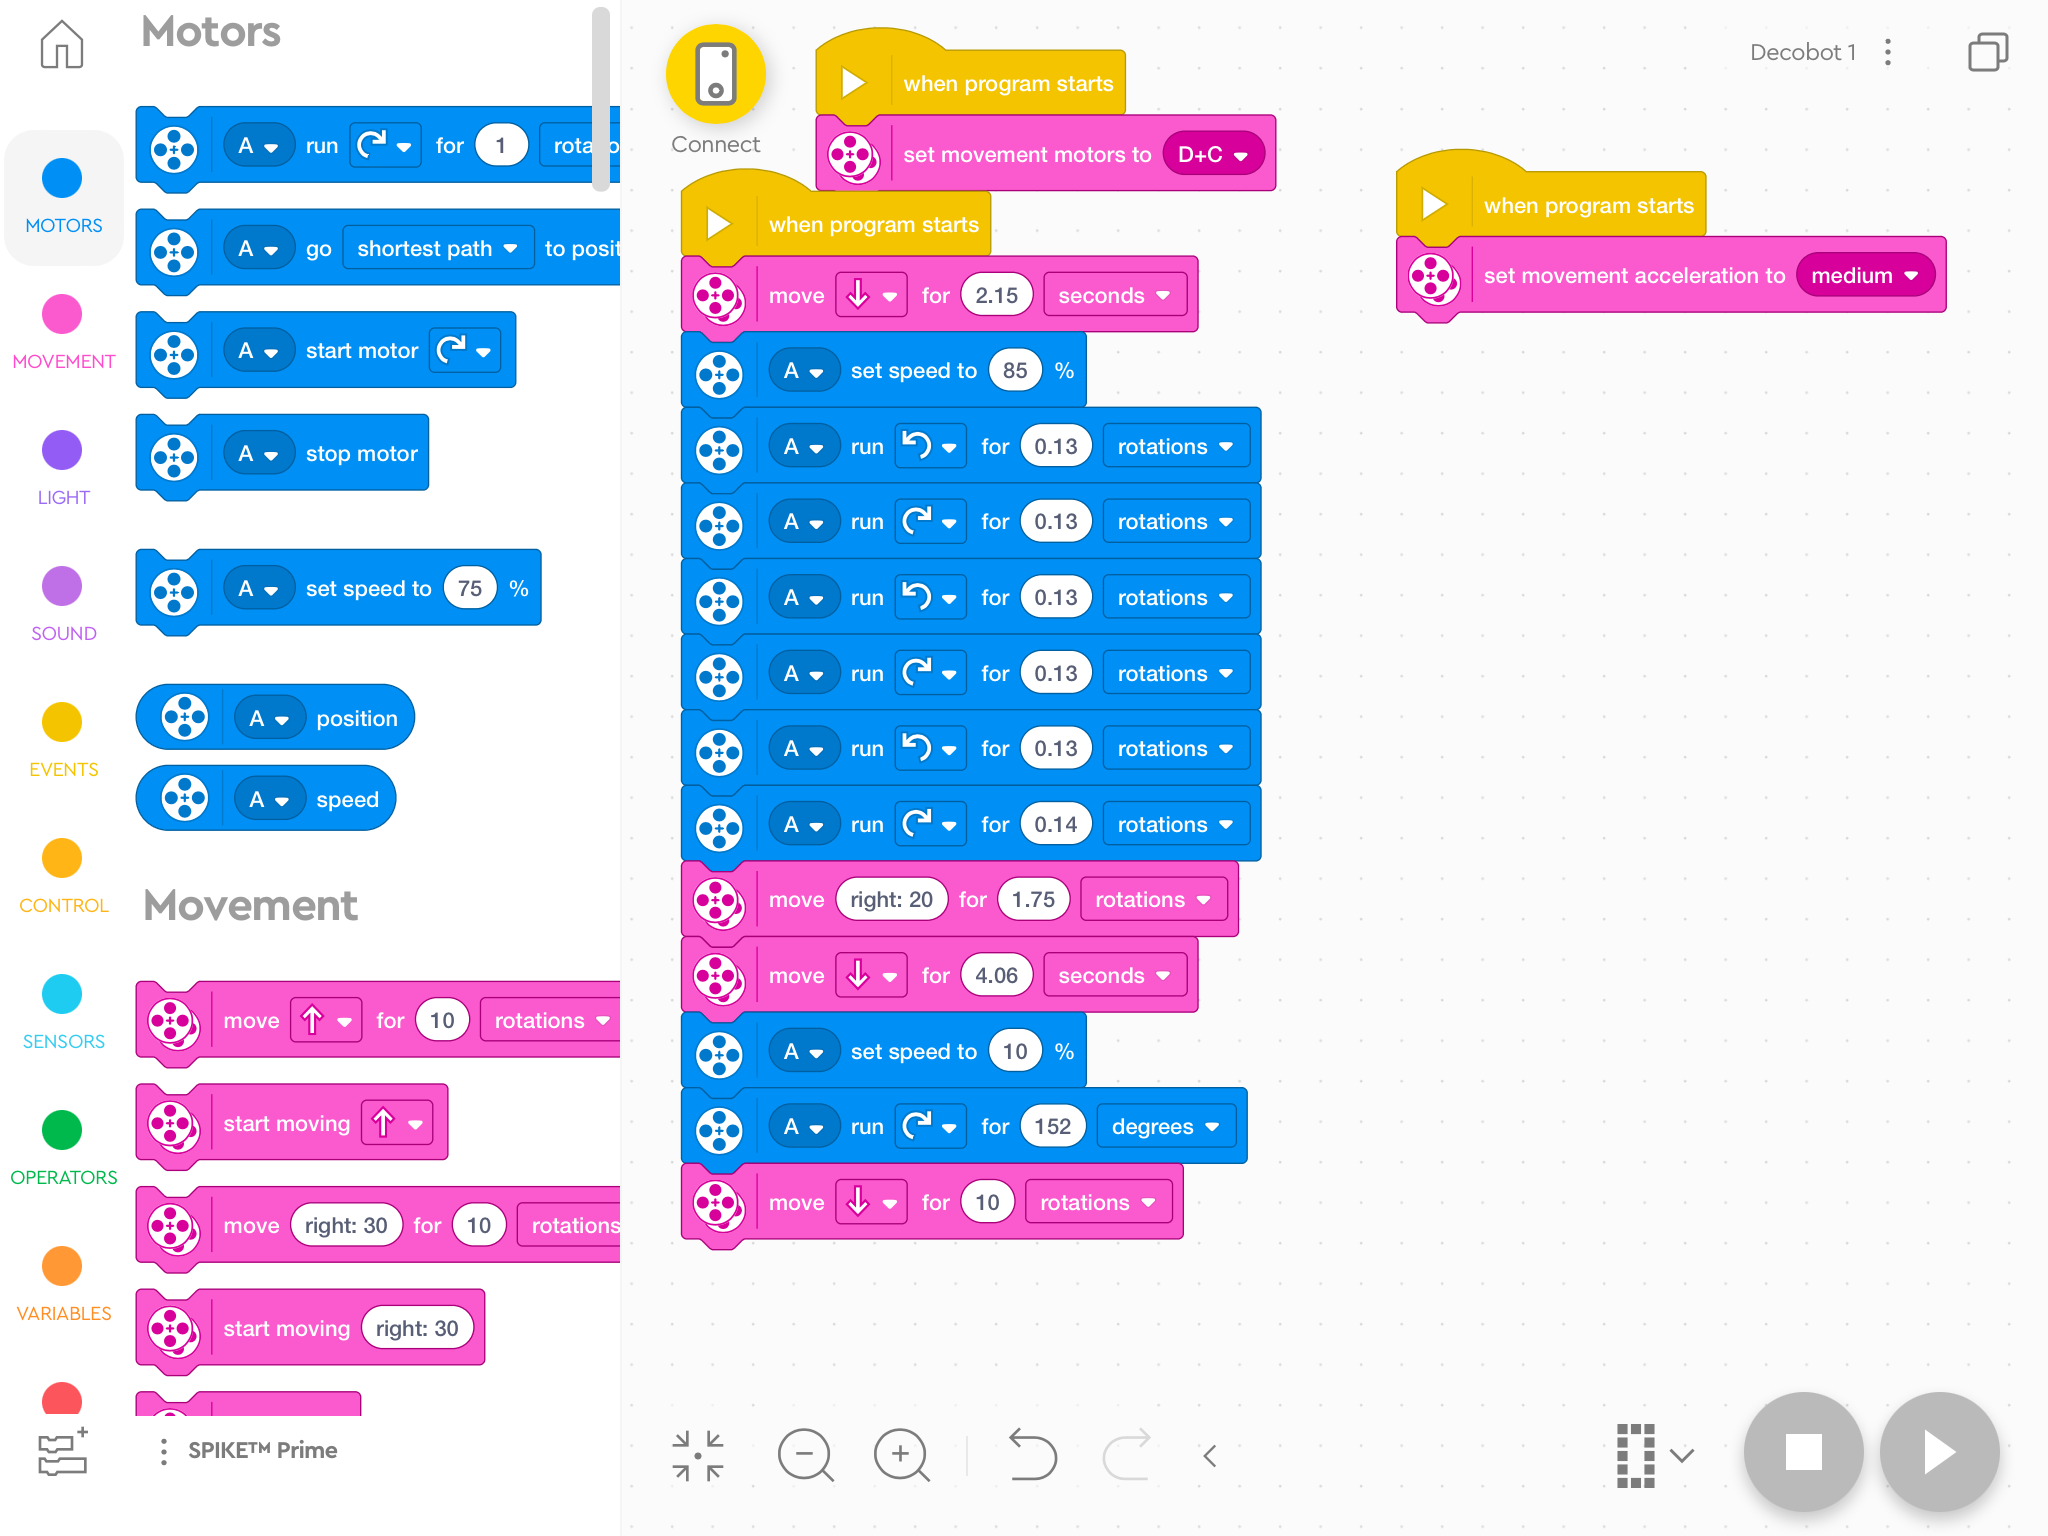 Motors
A run for 1 rotatio
A go shortest path to posit
A start motor
A stop motor
A set speed to 75 %
A position
A speed
Movement
move for 10 rotations
start moving
move right: 30 for 10 rotations
start moving right: 30
MOTORS
MOVEMENT
LIGHT
SOUND
EVENTS
CONTROL
SENSORS
OPERATORS
VARIABLES
SPIKE™ Prime
Connect
when program starts
set movement motors to D+C
when program starts
move for 2.15 seconds
A set speed to 85 %
A run for 0.13 rotations
A run for 0.13 rotations
A run for 0.13 rotations
A run for 0.13 rotations
A run for 0.13 rotations
A run for 0.14 rotations
move right: 20 for 1.75 rotations
move for 4.06 seconds
A set speed to 10 %
A run for 152 degrees
move for 10 rotations
Decobot 1
when program starts
set movement acceleration to medium